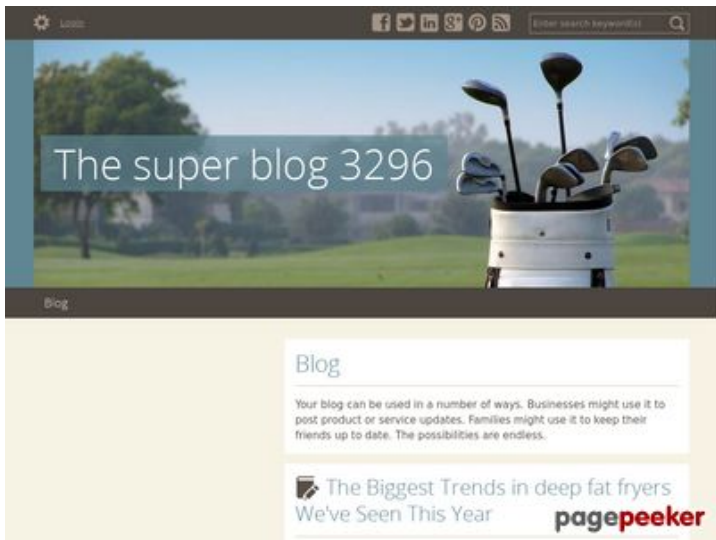 Login
Enter search keyword(s)
The super blog 3296
Blog
Blog
Your blog can be used in a number of ways. Businesses might use it to
post product or service updates. Families might use it to keep their
friends up to date. The possibilities are endless.
The Biggest Trends in deep fat fryers
We've Seen This Year
pagepeeker